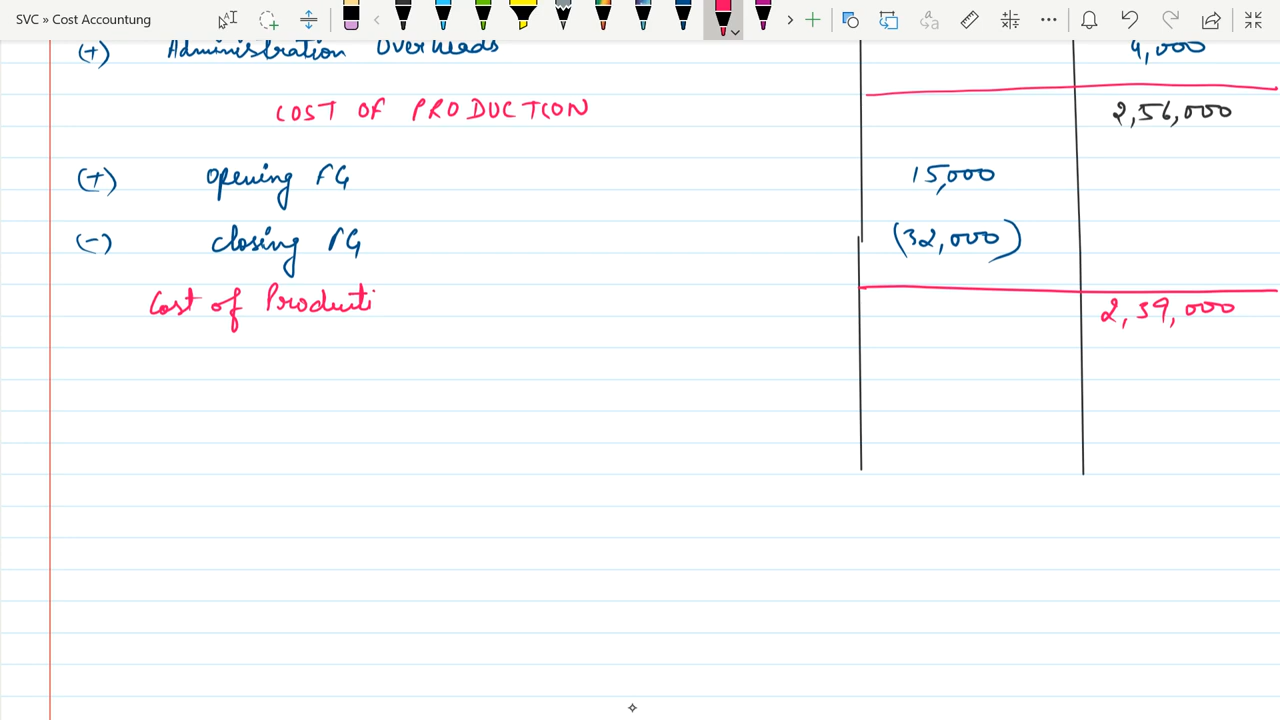 SVC » Cost Accountung
(+) Administration Overheads 4,000
COST OF PRODUCTION 2,56,000
(+) Opening FG 15,000
(-) closing FG (32,000)
Cost of Producti 2,39,000